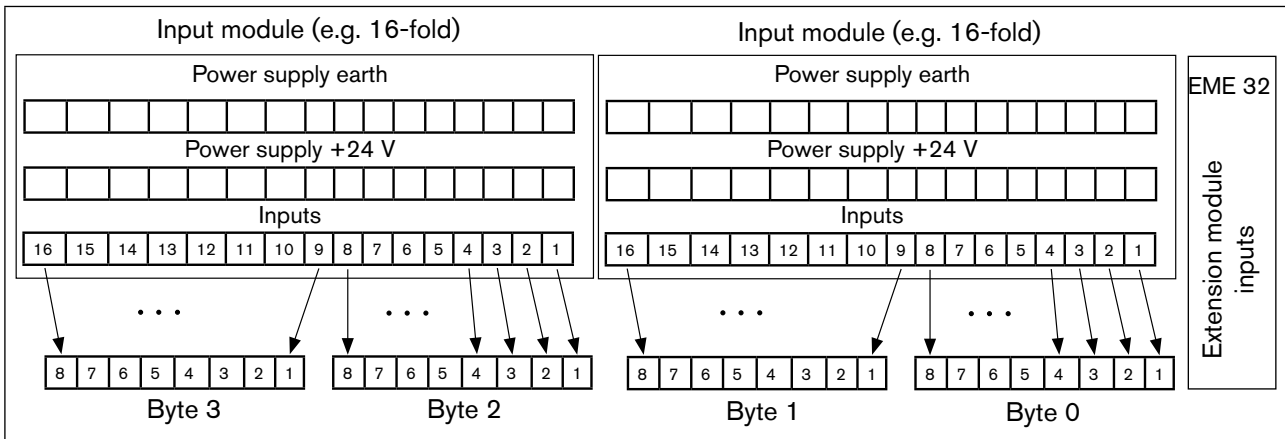 Input module (e.g. 16-fold)
Power supply earth
Power supply +24 V
Inputs
16 15 14 13 12 11 10 9 8 7 6 5 4 3 2 1
. . .
. . .
8 7 6 5 4 3 2 1
8 7 6 5 4 3 2 1
Byte 3
Byte 2
Input module (e.g. 16-fold)
Power supply earth
Power supply +24 V
Inputs
16 15 14 13 12 11 10 9 8 7 6 5 4 3 2 1
. . .
. . .
8 7 6 5 4 3 2 1
8 7 6 5 4 3 2 1
Byte 1
Byte 0
EME 32
Extension module
inputs